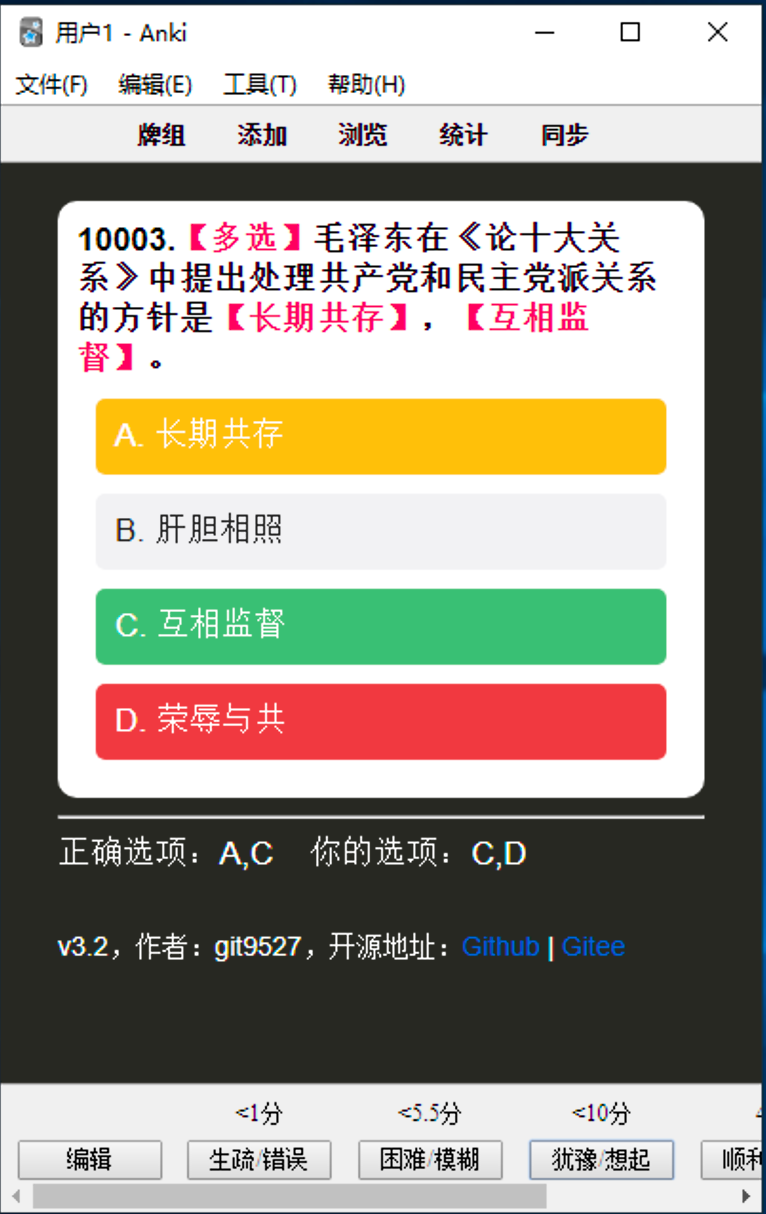 用户1 - Anki
文件(F) 编辑(E) 工具(T) 帮助(H)
牌组 添加 浏览 统计 同步
10003.【多选】毛泽东在《论十大关
系》中提出处理共产党和民主党派关系
的方针是【长期共存】，【互相监
督】。
A. 长期共存
B. 肝胆相照
C. 互相监督
D. 荣辱与共
正确选项：A,C 你的选项：C,D
v3.2，作者：git9527，开源地址：Github | Gitee
<1分 <5.5分 <10分
编辑 生疏/错误 困难/模糊 犹豫/想起